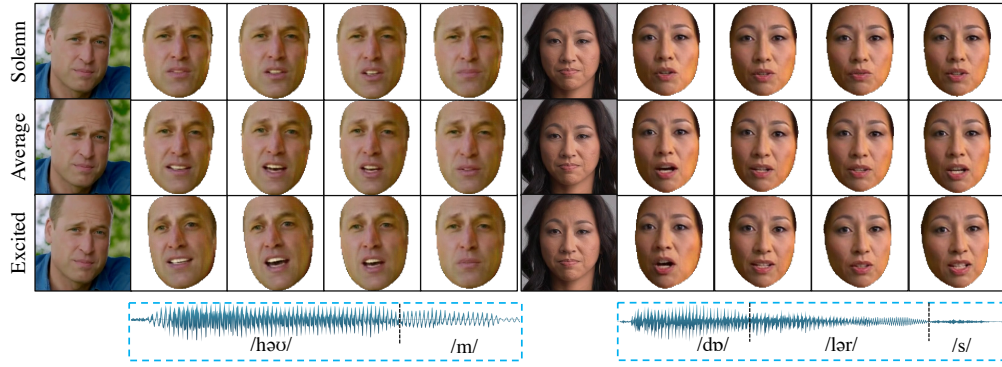 Solemn
Average
Excited
/həʊ/
/m/
/dɒ/
/lər/
/s/